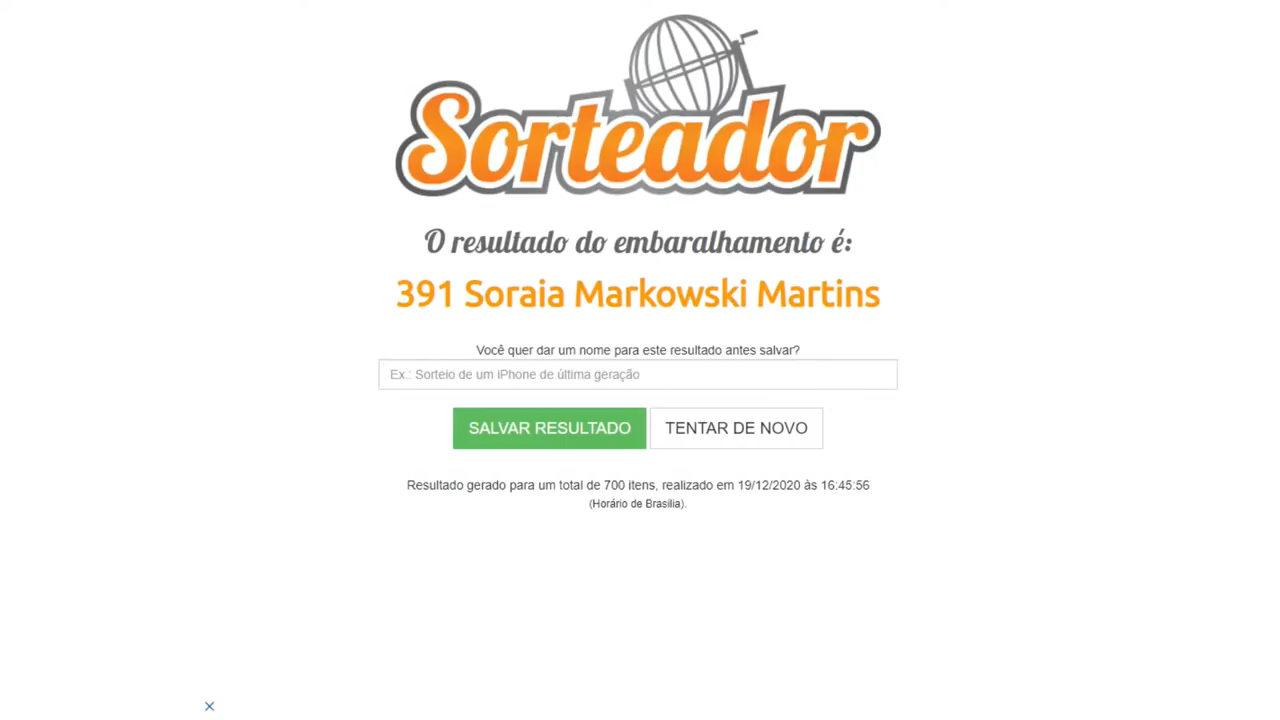 Sorteador
O resultado do embaralhamento é:
391 Soraia Markowski Martins
Você quer dar um nome para este resultado antes salvar?
Ex.: Sorteio de um iPhone de última geração
SALVAR RESULTADO TENTAR DE NOVO
Resultado gerado para um total de 700 itens, realizado em 19/12/2020 às 16:45:56
(Horário de Brasília).